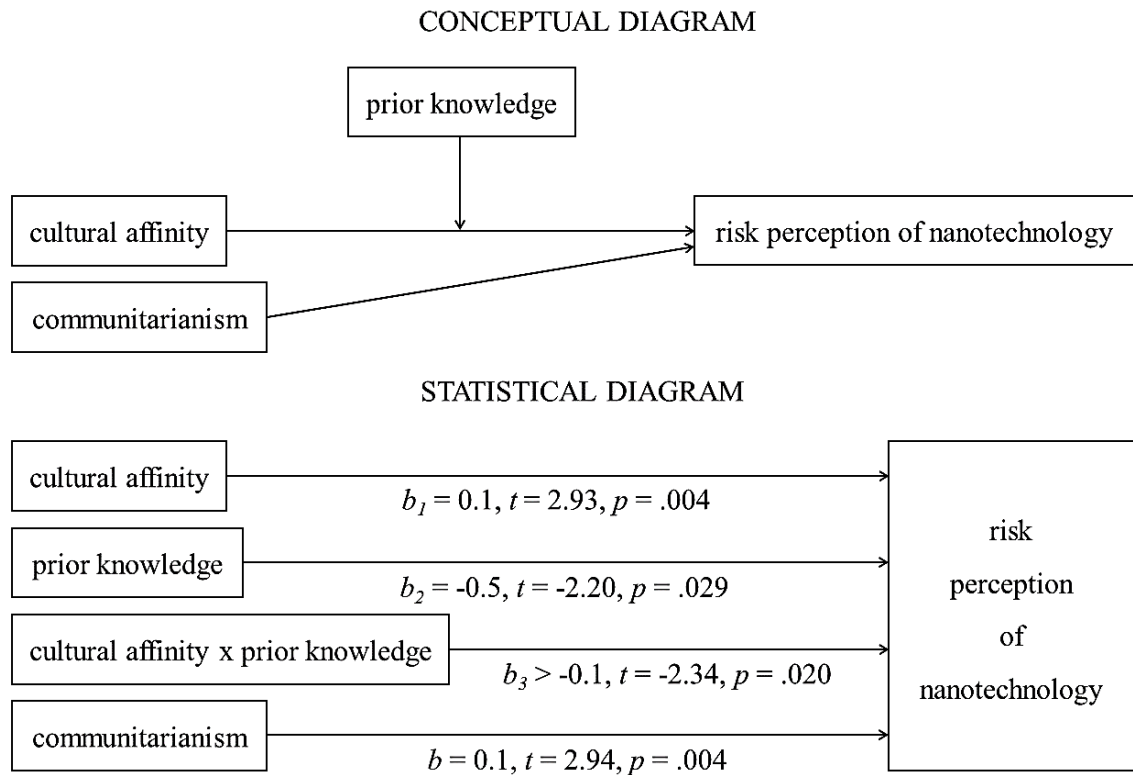 CONCEPTUAL DIAGRAM
prior knowledge
cultural affinity
risk perception of nanotechnology
communitarianism
STATISTICAL DIAGRAM
cultural affinity
b₁ = 0.1, t = 2.93, p = .004
prior knowledge
b₂ = -0.5, t = -2.20, p = .029
cultural affinity x prior knowledge
b₃ > -0.1, t = -2.34, p = .020
communitarianism
b = 0.1, t = 2.94, p = .004
risk
perception
of
nanotechnology